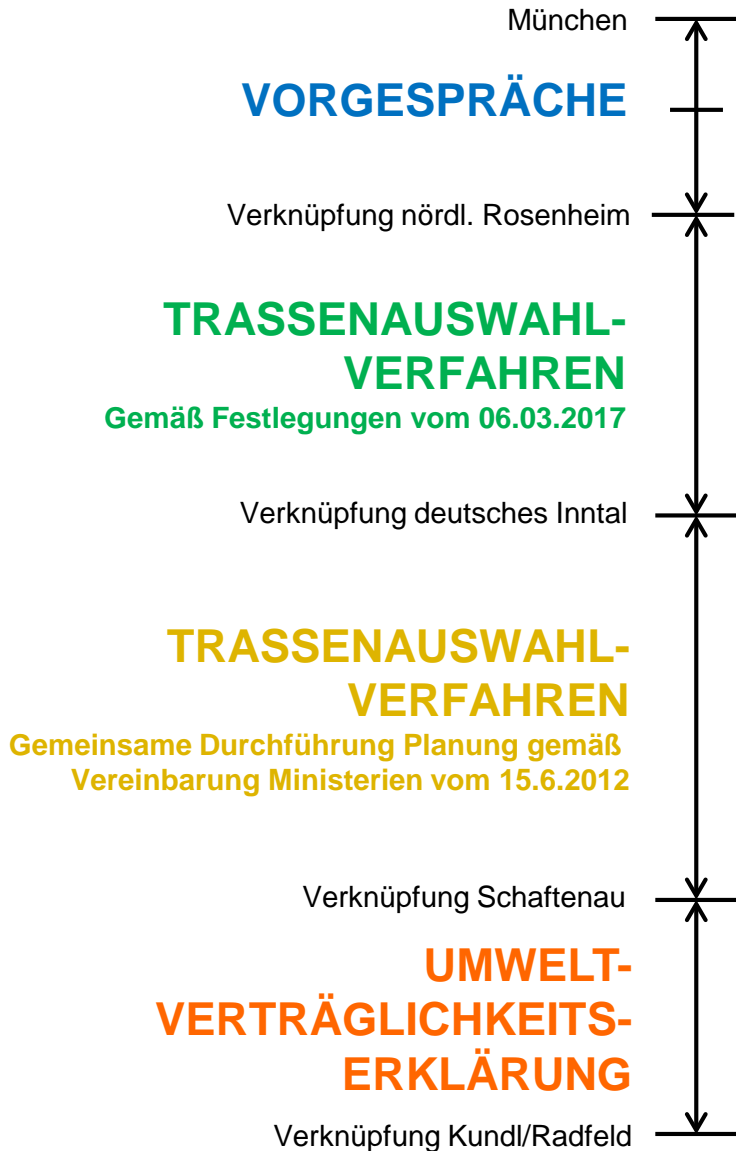 München
VORGESPRÄCHE
Verknüpfung nördl. Rosenheim
TRASSENAUSWAHL-
VERFAHREN
Gemäß Festlegungen vom 06.03.2017
Verknüpfung deutsches Inntal
TRASSENAUSWAHL-
VERFAHREN
Gemeinsame Durchführung Planung gemäß
Vereinbarung Ministerien vom 15.6.2012
Verknüpfung Schaftenau
UMWELT-
VERTRÄGLICHKEITS-
ERKLÄRUNG
Verknüpfung Kundl/Radfeld